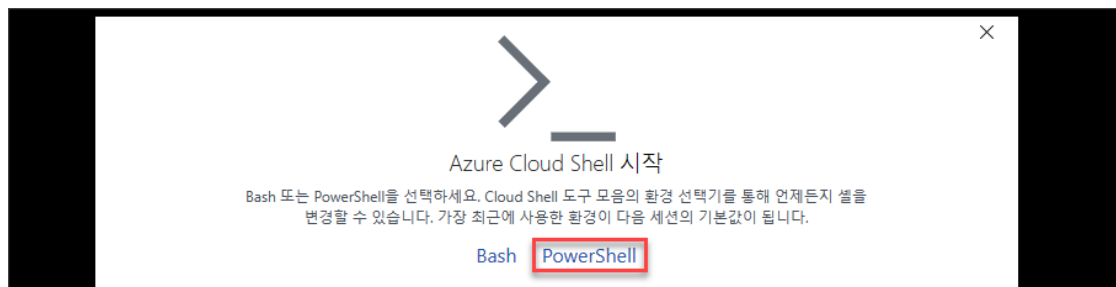 Azure Cloud Shell 시작
Bash 또는 PowerShell을 선택하세요. Cloud Shell 도구 모음의 환경 선택기를 통해 언제든지 셸을
변경할 수 있습니다. 가장 최근에 사용한 환경이 다음 세션의 기본값이 됩니다.
Bash PowerShell